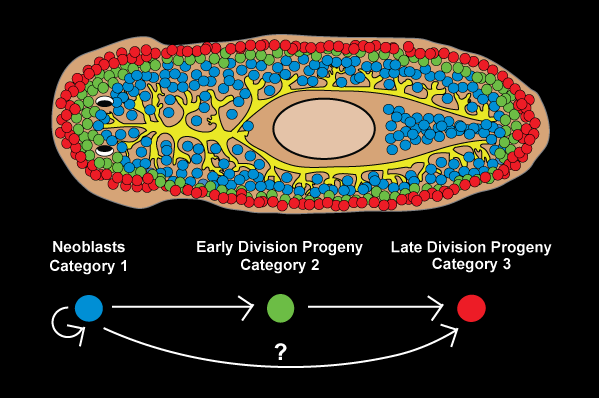 Neoblasts
Category 1
Early Division Progeny
Category 2
Late Division Progeny
Category 3
?